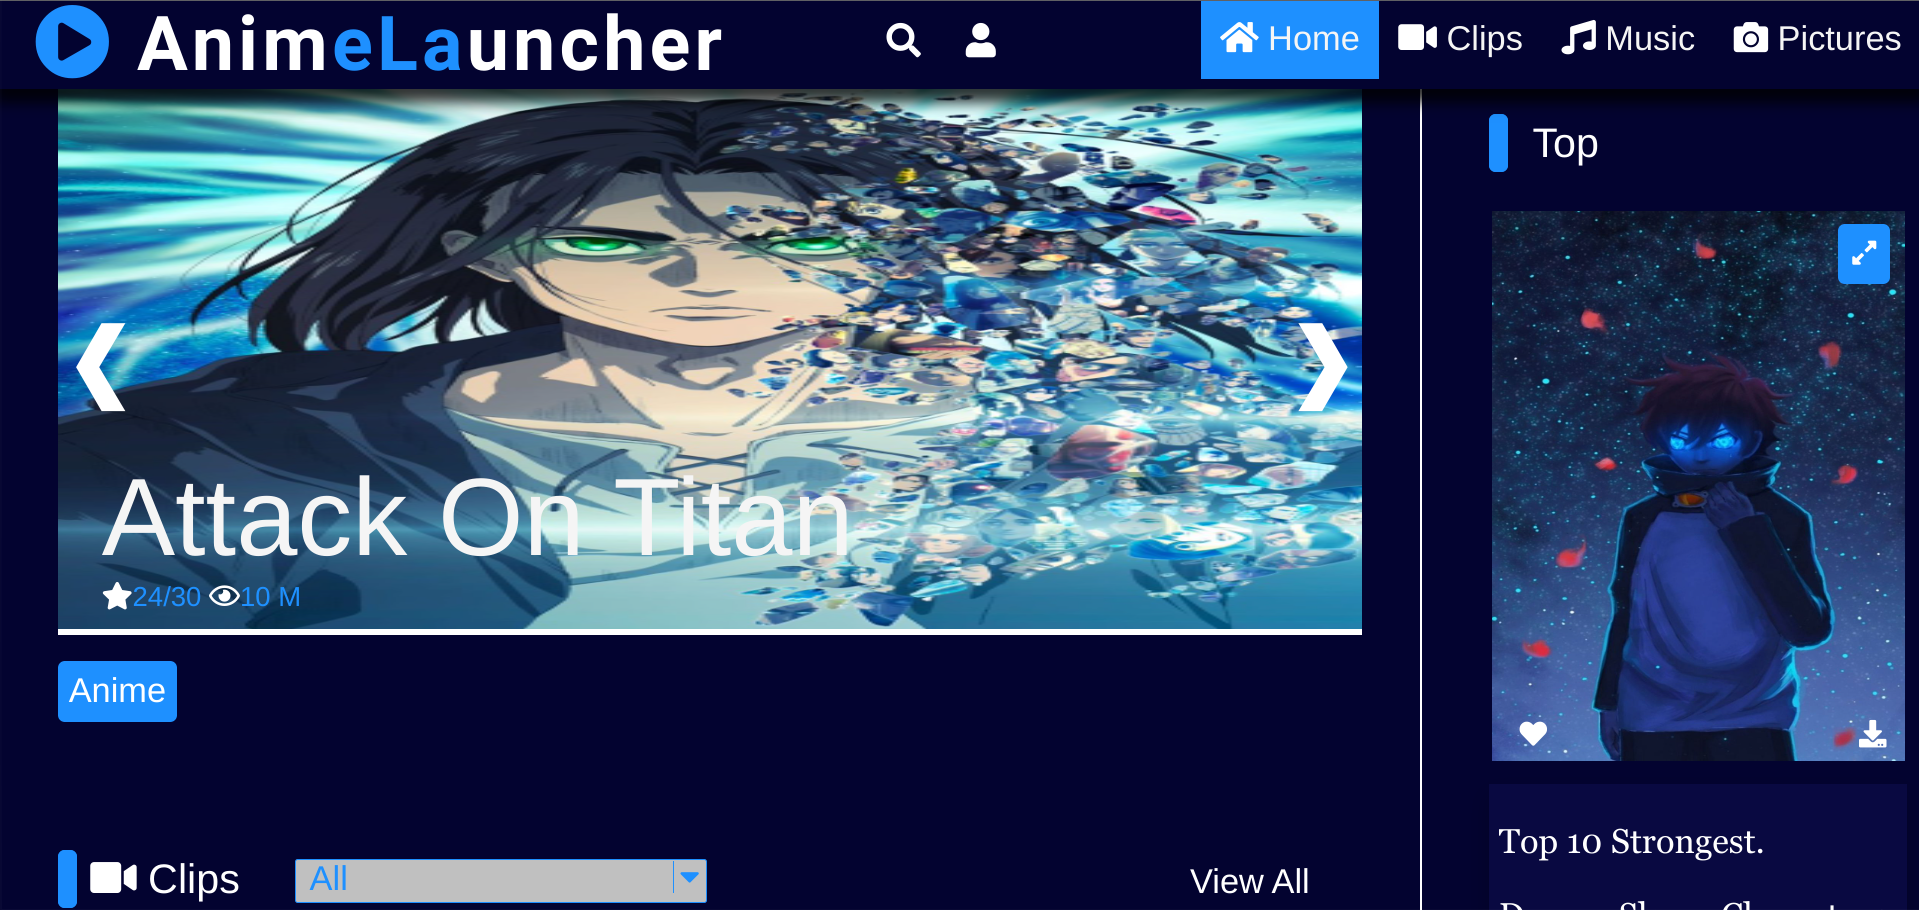 AnimeLauncher
Home
Clips
Music
Pictures
Attack On Titan
24/30 10 M
Anime
Clips
All
View All
Top
Top 10 Strongest.